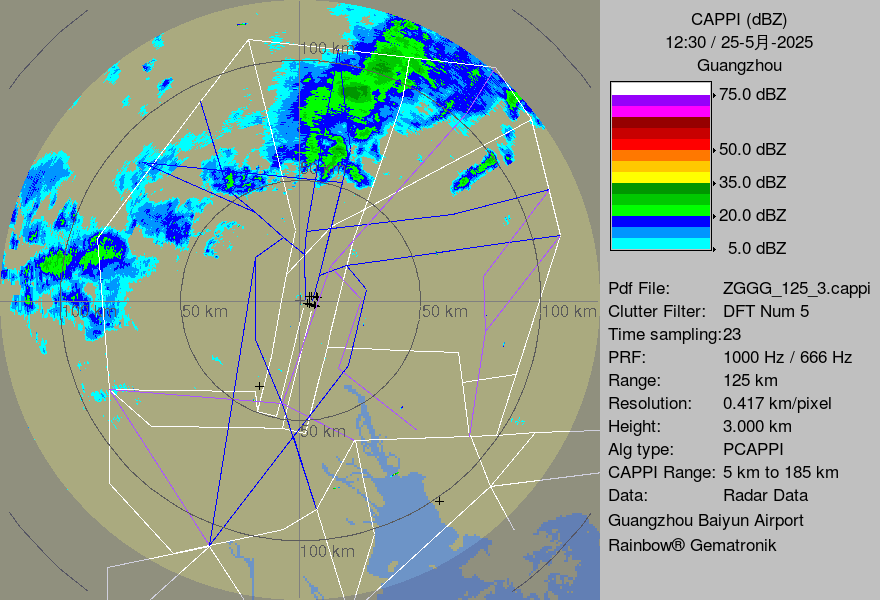 CAPPI (dBZ)
12:30 / 25-5月-2025
Guangzhou
75.0 dBZ
50.0 dBZ
35.0 dBZ
20.0 dBZ
5.0 dBZ
100 km
100 km
50 km
50 km
100 km
50 km
100 km
Pdf File: ZGGG_125_3.cappi
Clutter Filter: DFT Num 5
Time sampling: 23
PRF: 1000 Hz / 666 Hz
Range: 125 km
Resolution: 0.417 km/pixel
Height: 3.000 km
Alg type: PCAPPI
CAPPI Range: 5 km to 185 km
Data: Radar Data
Guangzhou Baiyun Airport
Rainbow® Gematronik